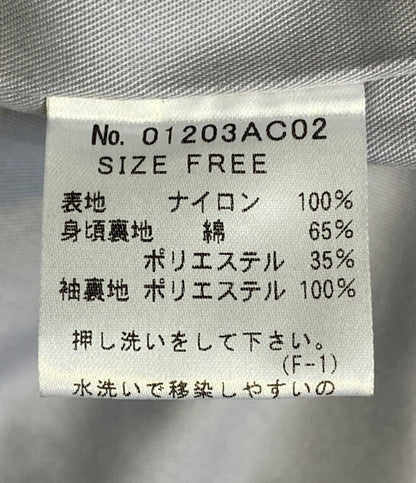 No. 01203AC02
SIZE FREE
表地 ナイロン 100%
身頃裏地 綿 65%
ポリエステル 35%
袖裏地 ポリエステル 100%
押し洗いをして下さい。
(F-1)
水洗いで移染しやすいの